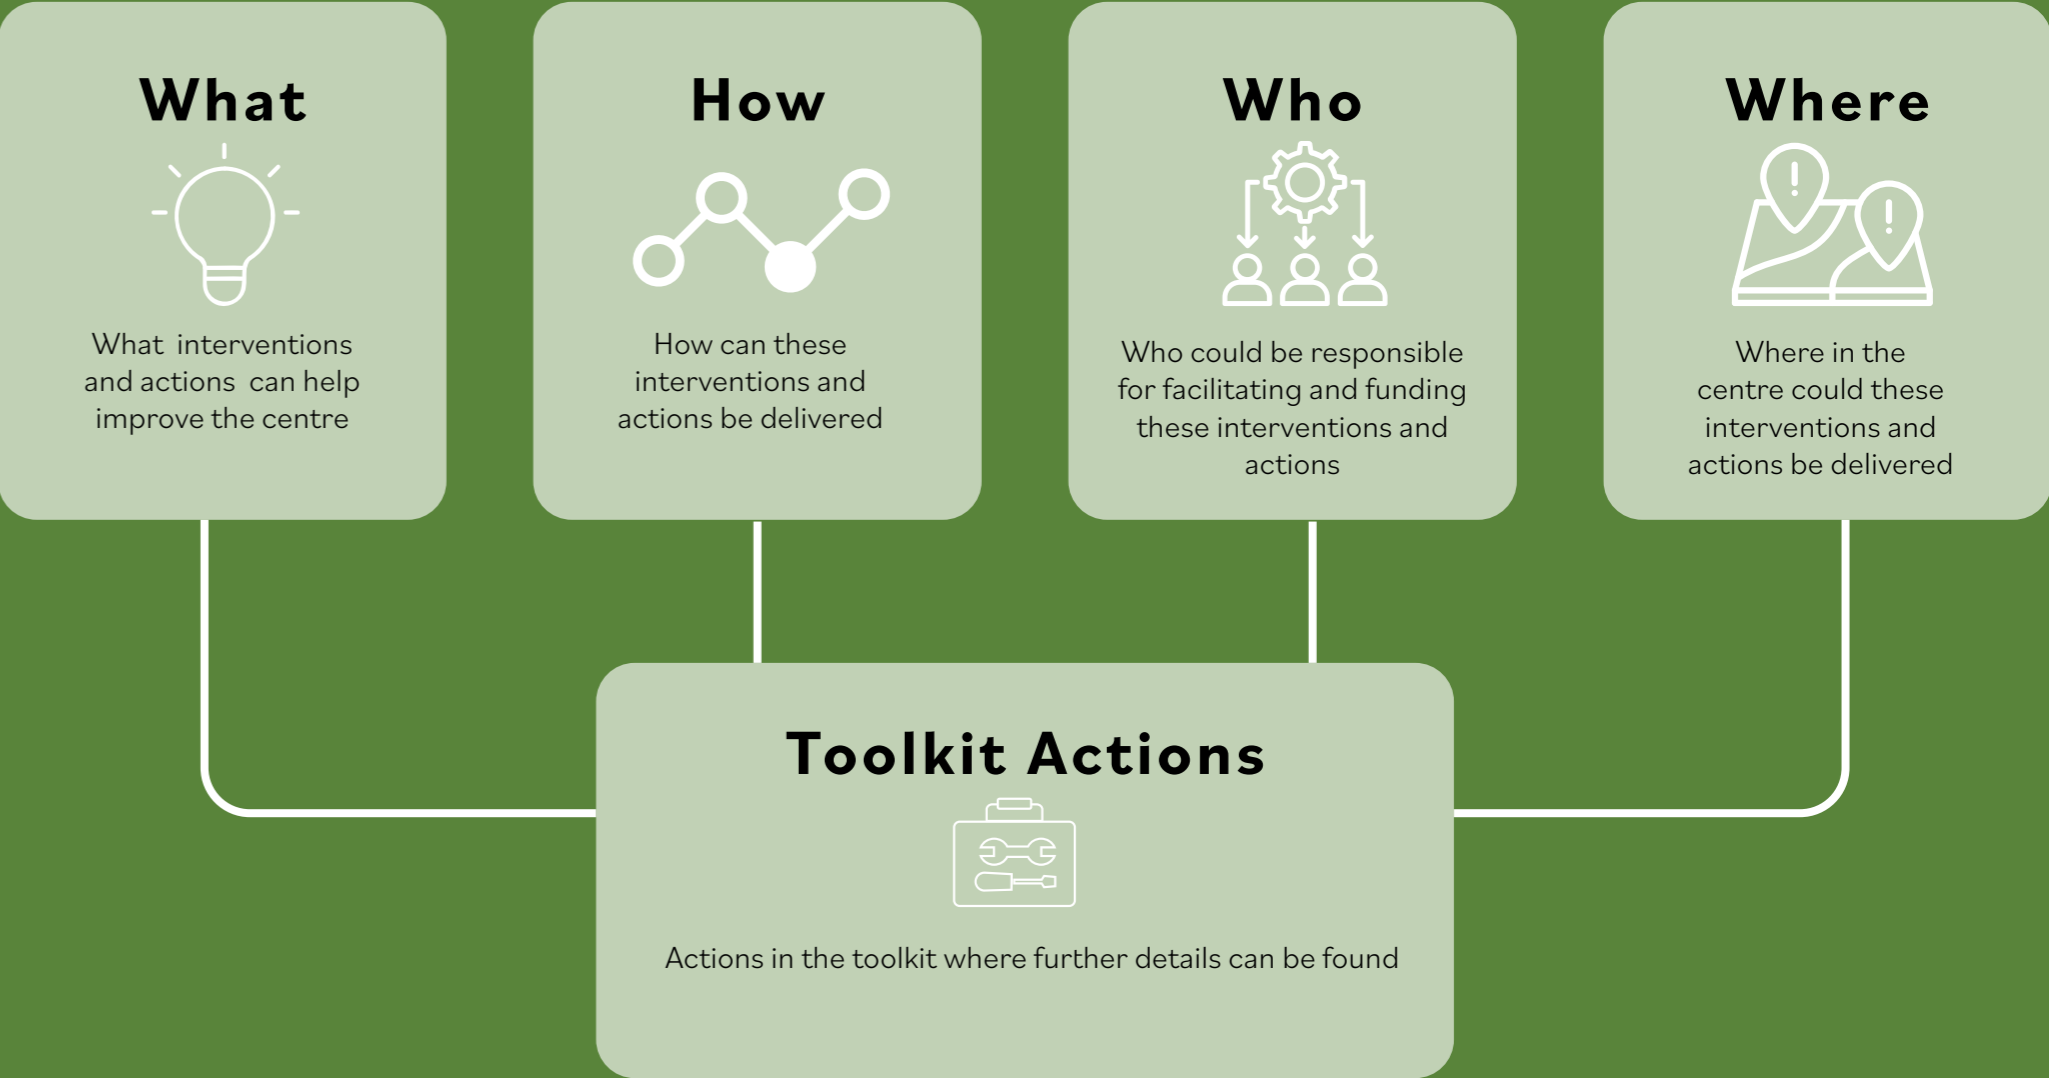 What
What interventions
and actions can help
improve the centre
How
How can these
interventions and
actions be delivered
Who
Who could be responsible
for facilitating and funding
these interventions and
actions
Where
Where in the
centre could these
interventions and
actions be delivered
Toolkit Actions
Actions in the toolkit where further details can be found